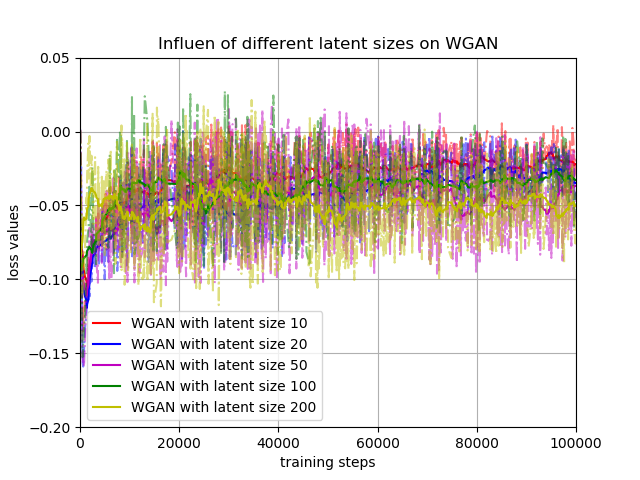 Influen of different latent sizes on WGAN
0.05
0.00
−0.05
−0.10
−0.15
−0.20
loss values
WGAN with latent size 10
WGAN with latent size 20
WGAN with latent size 50
WGAN with latent size 100
WGAN with latent size 200
0 20000 40000 60000 80000 100000
training steps